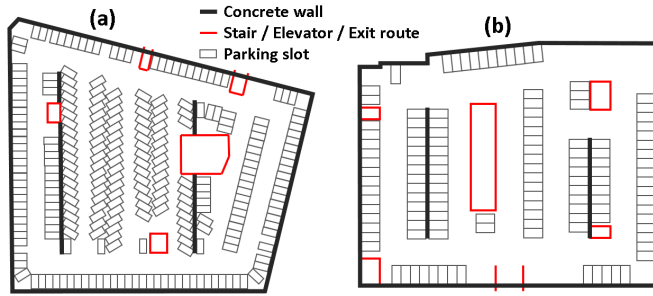 (a)
Concrete wall
Stair / Elevator / Exit route
Parking slot
(b)